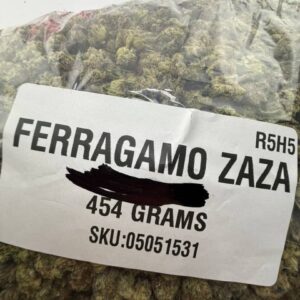 R5H5
FERRAGAMO ZAZA
454 GRAMS
SKU:05051531